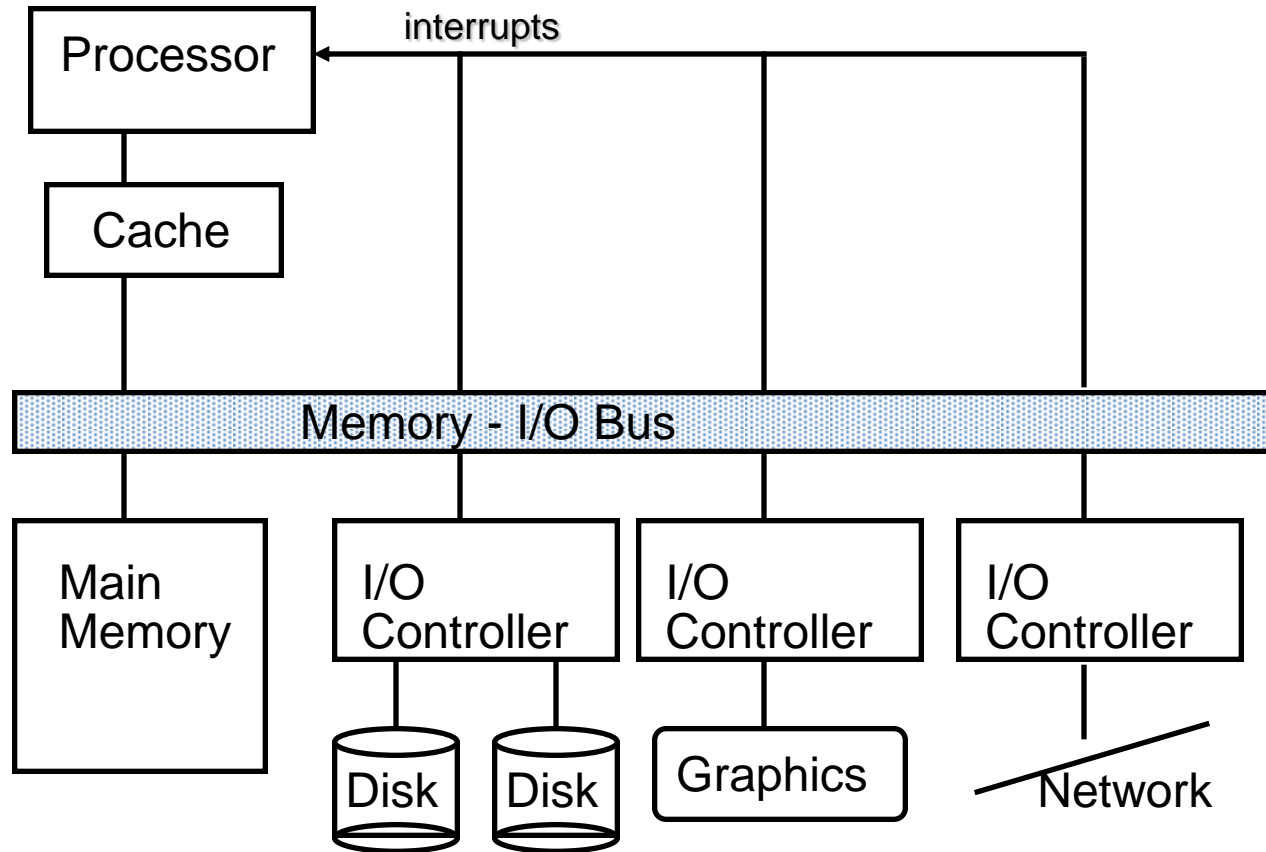 interrupts
Processor
Cache
Memory - I/O Bus
Main
Memory
I/O
Controller
I/O
Controller
I/O
Controller
Disk
Disk
Graphics
Network